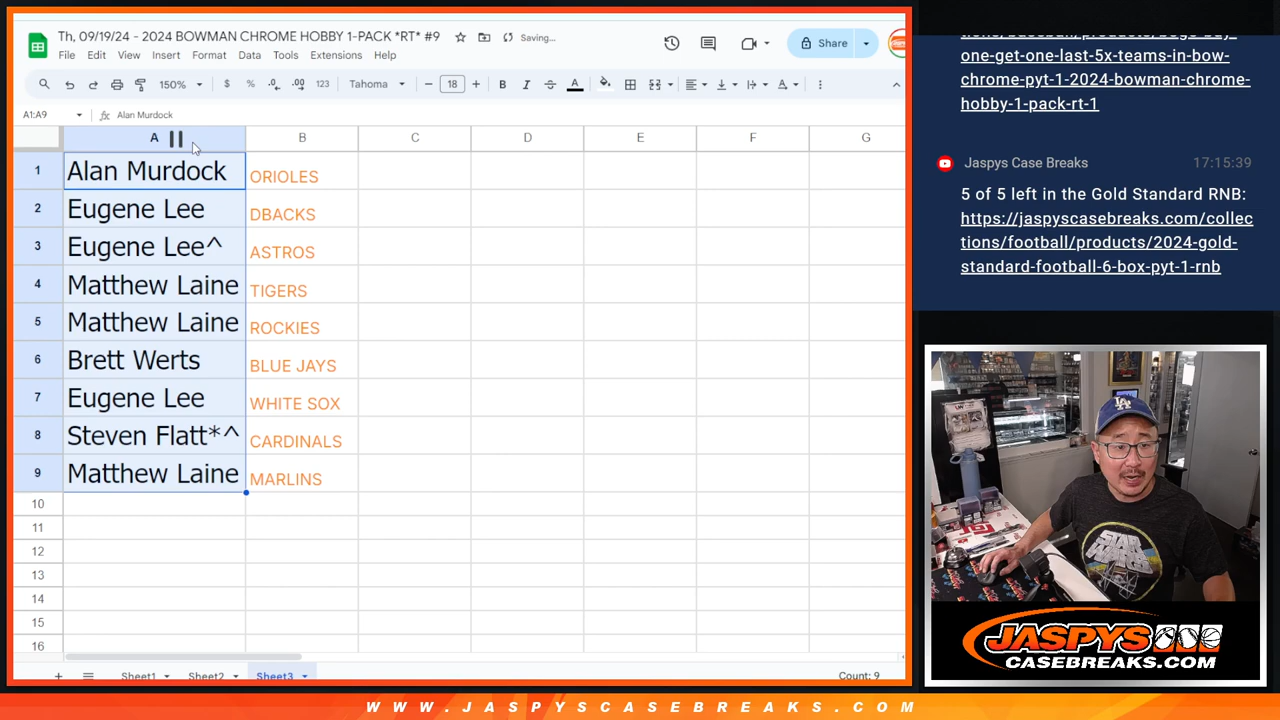 Th, 09/19/24 - 2024 BOWMAN CHROME HOBBY 1-PACK *RT* #9
Saving...
Share
File Edit View Insert Format Data Tools Extensions Help
150% $ % .0 .00 123 Tahoma 18 B I A
A1:A9 fx Alan Murdock
A B C D E F G
1 Alan Murdock ORIOLES
2 Eugene Lee DBACKS
3 Eugene Lee^ ASTROS
4 Matthew Laine TIGERS
5 Matthew Laine ROCKIES
6 Brett Werts BLUE JAYS
7 Eugene Lee WHITE SOX
8 Steven Flatt*^ CARDINALS
9 Matthew Laine MARLINS
10
11
12
13
14
15
16
Sheet1 Sheet2 Sheet3 Count: 9
one-get-one-last-5x-teams-in-bow-
chrome-pyt-1-2024-bowman-chrome-
hobby-1-pack-rt-1
Jaspys Case Breaks 17:15:39
5 of 5 left in the Gold Standard RNB:
https://jaspyscasebreaks.com/collec
tions/football/products/2024-gold-
standard-football-6-box-pyt-1-rnb
LA
STAR
WARS
JASPYS
CASEBREAKS.COM
WWW.JASPYSCASEBREAKS.COM